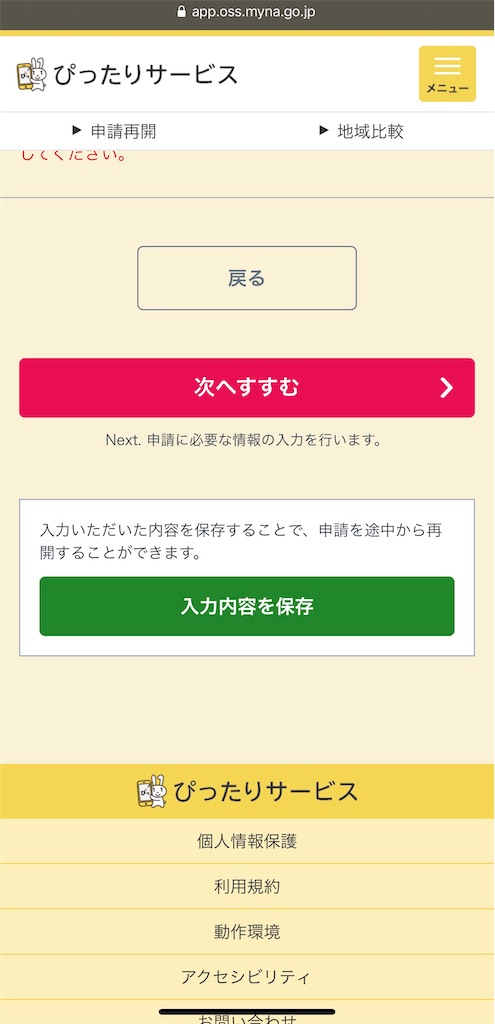 app.oss.myna.go.jp
ぴったりサービス
メニュー
▶ 申請再開
▶ 地域比較
してください。
戻る
次へすすむ
Next. 申請に必要な情報の入力を行います。
入力いただいた内容を保存することで、申請を途中から再
開することができます。
入力内容を保存
ぴったりサービス
個人情報保護
利用規約
動作環境
アクセシビリティ
お問い合わせ